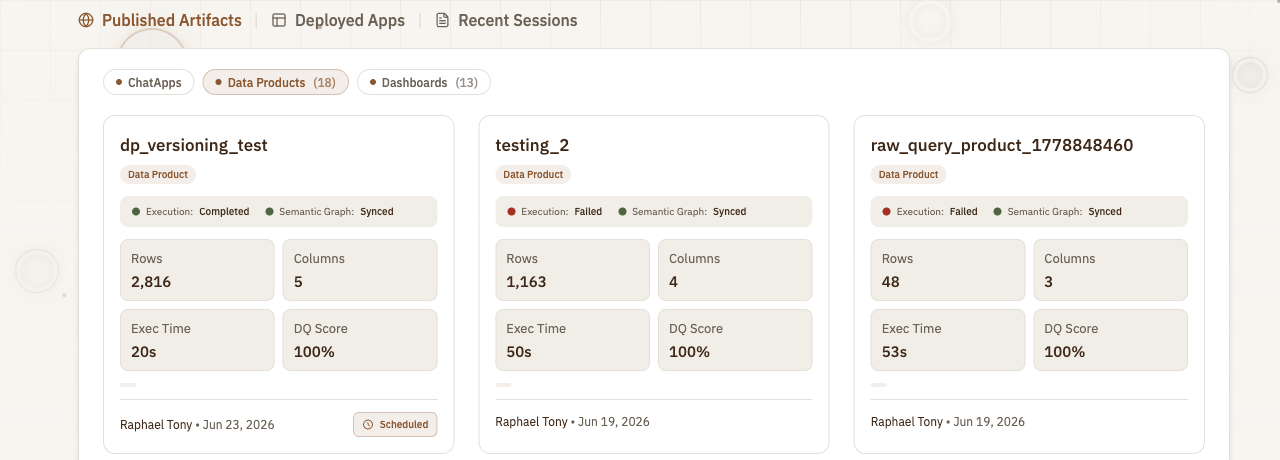 Published Artifacts | Deployed Apps | Recent Sessions
ChatApps Data Products (18) Dashboards (13)
dp_versioning_test
Data Product
Execution: Completed Semantic Graph: Synced
Rows
2,816
Columns
5
Exec Time
20s
DQ Score
100%
Raphael Tony • Jun 23, 2026
Scheduled
testing_2
Data Product
Execution: Failed Semantic Graph: Synced
Rows
1,163
Columns
4
Exec Time
50s
DQ Score
100%
Raphael Tony • Jun 19, 2026
raw_query_product_1778848460
Data Product
Execution: Failed Semantic Graph: Synced
Rows
48
Columns
3
Exec Time
53s
DQ Score
100%
Raphael Tony • Jun 19, 2026